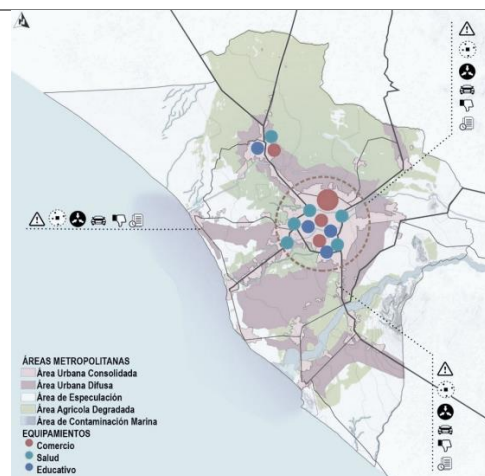 ÁREAS METROPOLITANAS
Área Urbana Consolidada
Área Urbana Difusa
Área de Especulación
Área Agrícola Degradada
Área de Contaminación Marina
EQUIPAMIENTOS
Comercio
Salud
Educativo